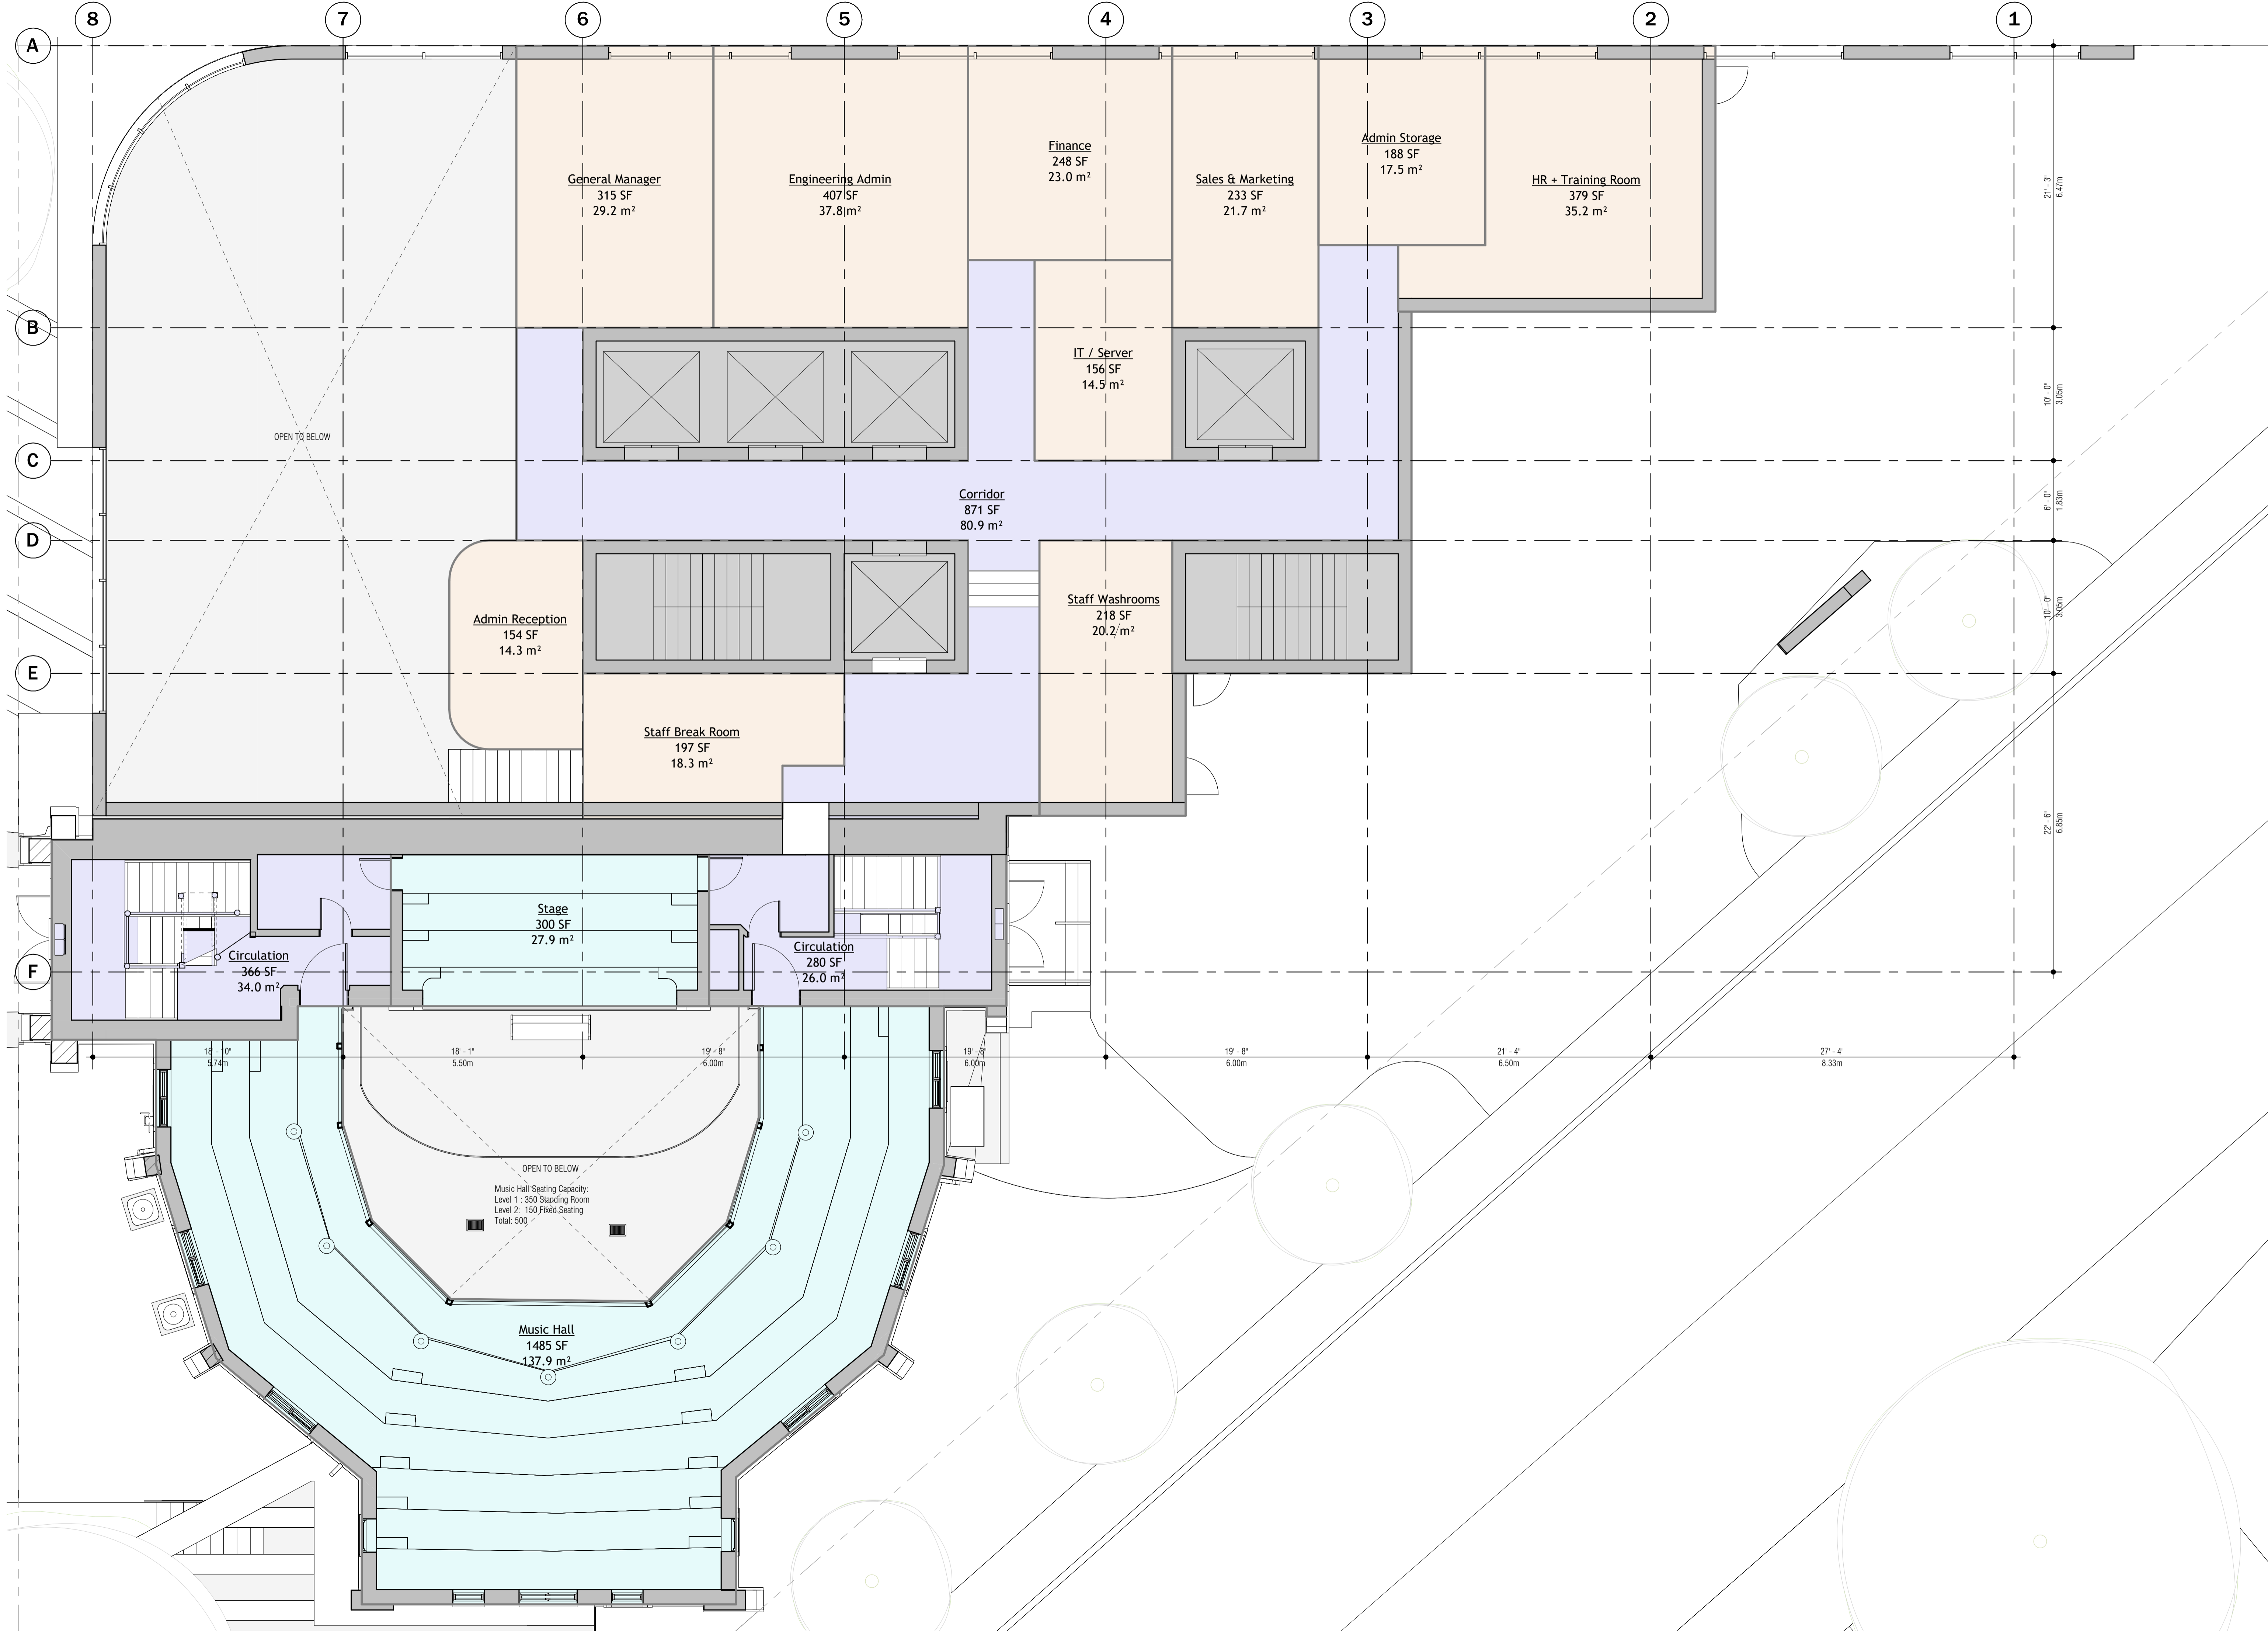 8 7 6 5 4 3 2 1
A
B
C
D
E
F
General Manager
315 SF
29.2 m²
Engineering Admin
407 SF
37.8 m²
Finance
248 SF
23.0 m²
Sales & Marketing
233 SF
21.7 m²
Admin Storage
188 SF
17.5 m²
HR + Training Room
379 SF
35.2 m²
21' - 3"
6.47m
IT / Server
156 SF
14.5 m²
10' - 0"
3.05m
OPEN TO BELOW
Corridor
871 SF
80.9 m²
6' - 0"
1.83m
Admin Reception
154 SF
14.3 m²
Staff Washrooms
218 SF
20.2 m²
10' - 0"
3.05m
Staff Break Room
197 SF
18.3 m²
22' - 6"
6.85m
Stage
300 SF
27.9 m²
Circulation
366 SF
34.0 m²
Circulation
280 SF
26.0 m²
18' - 10"
5.74m
18' - 1"
5.50m
19' - 8"
6.00m
19' - 8"
6.00m
19' - 8"
6.00m
21' - 4"
6.50m
27' - 4"
8.33m
OPEN TO BELOW
Music Hall Seating Capacity:
Level 1 : 350 Standing Room
Level 2: 150 Fixed Seating
Total: 500
Music Hall
1485 SF
137.9 m²